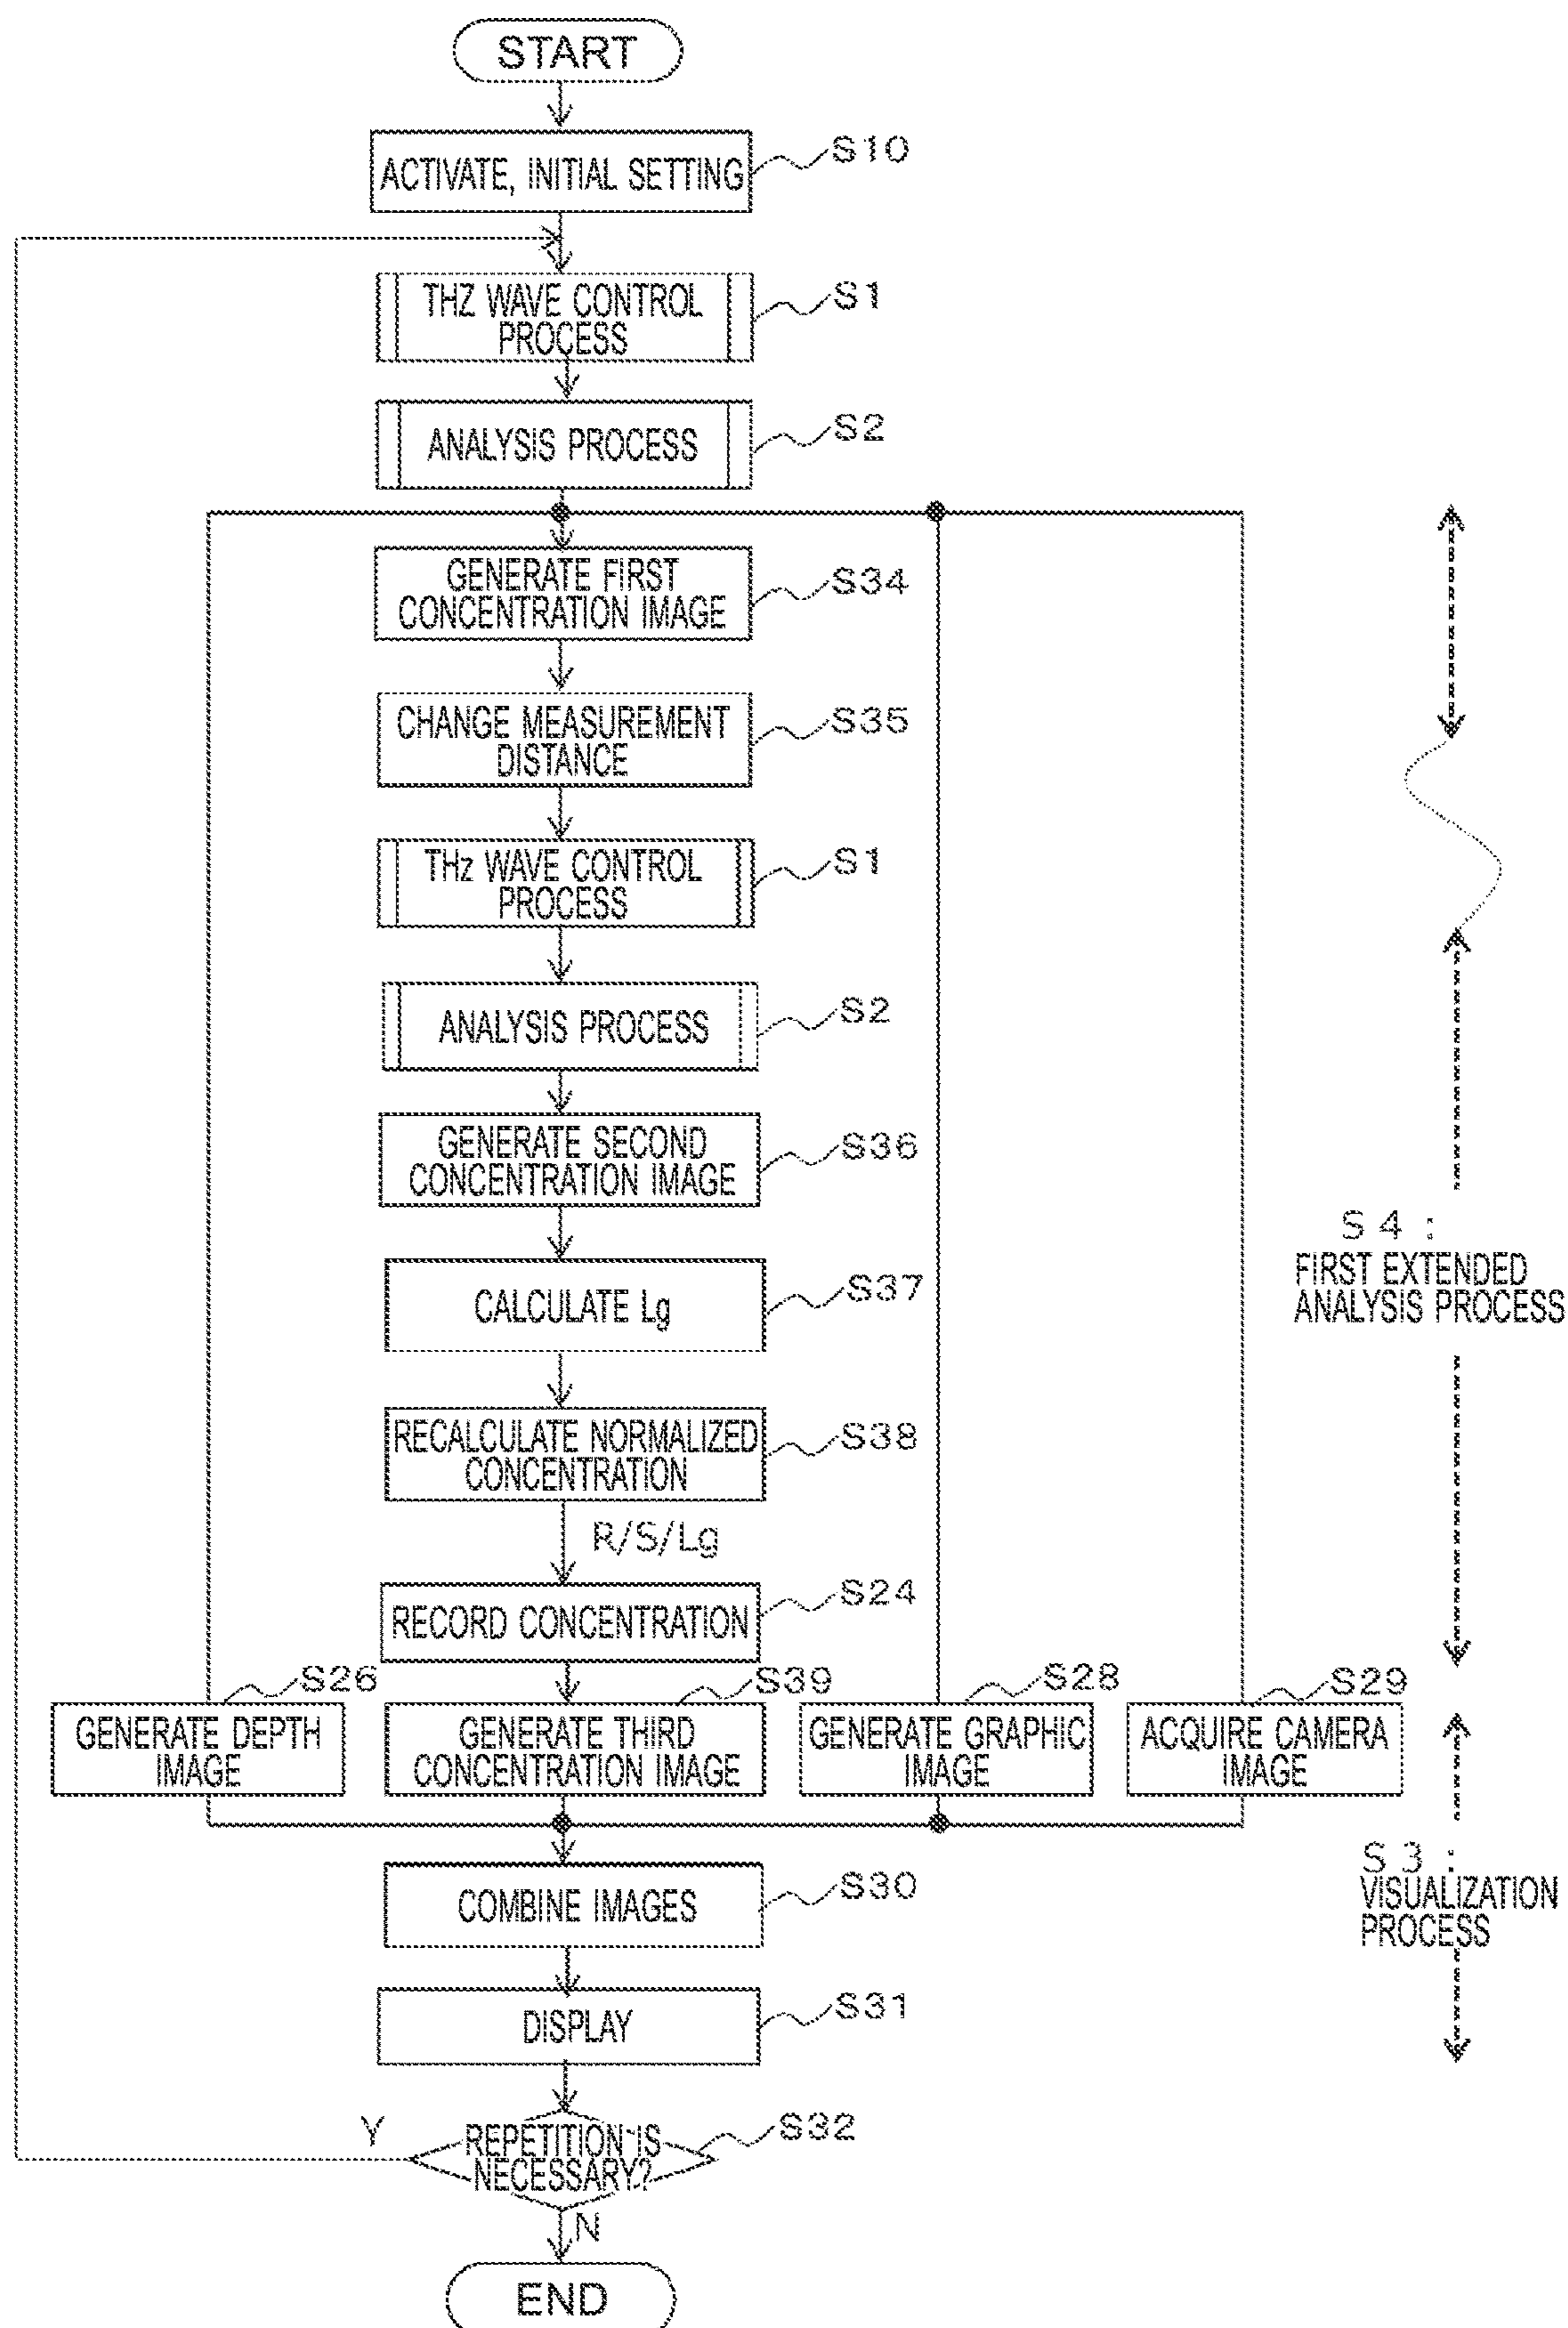 START
ACTIVATE, INITIAL SETTING
S10
THZ WAVE CONTROL
PROCESS
S1
ANALYSIS PROCESS
S2
GENERATE FIRST
CONCENTRATION IMAGE
S34
CHANGE MEASUREMENT
DISTANCE
S35
THz WAVE CONTROL
PROCESS
S1
ANALYSIS PROCESS
S2
GENERATE SECOND
CONCENTRATION IMAGE
S36
S4 :
FIRST EXTENDED
ANALYSIS PROCESS
CALCULATE Lg
S37
RECALCULATE NORMALIZED
CONCENTRATION
S38
R/S/Lg
RECORD CONCENTRATION
S24
S26
GENERATE DEPTH
IMAGE
S39
GENERATE THIRD
CONCENTRATION IMAGE
S28
GENERATE GRAPHIC
IMAGE
S29
ACQUIRE CAMERA
IMAGE
S3 :
VISUALIZATION
PROCESS
COMBINE IMAGES
S30
DISPLAY
S31
Y
REPETITION IS
NECESSARY?
S32
N
END